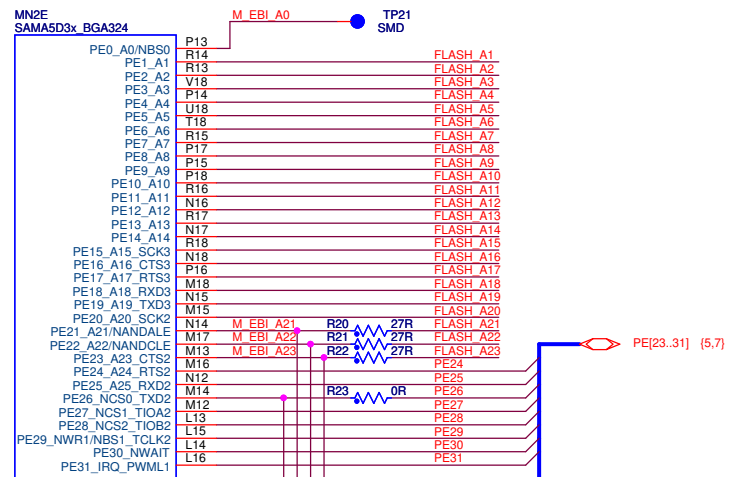 MN2E
SAMA5D3x_BGA324
M_EBI_A0
TP21
SMD
PE0_A0/NBS0 P13
PE1_A1 R14 FLASH_A1
PE2_A2 R13 FLASH_A2
PE3_A3 V18 FLASH_A3
PE4_A4 P14 FLASH_A4
PE5_A5 U18 FLASH_A5
PE6_A6 T18 FLASH_A6
PE7_A7 R15 FLASH_A7
PE8_A8 P17 FLASH_A8
PE9_A9 P15 FLASH_A9
PE10_A10 P18 FLASH_A10
PE11_A11 R16 FLASH_A11
PE12_A12 N16 FLASH_A12
PE13_A13 R17 FLASH_A13
PE14_A14 N17 FLASH_A14
PE15_A15_SCK3 R18 FLASH_A15
PE16_A16_CTS3 N18 FLASH_A16
PE17_A17_RTS3 P16 FLASH_A17
PE18_A18_RXD3 M18 FLASH_A18
PE19_A19_TXD3 N15 FLASH_A19
PE20_A20_SCK2 M15 FLASH_A20
PE21_A21/NANDALE N14 M_EBI_A21 R20 27R FLASH_A21
PE22_A22/NANDCLE M17 M_EBI_A22 R21 27R FLASH_A22
PE23_A23_CTS2 M13 M_EBI_A23 R22 27R FLASH_A23
PE[23..31] {5,7}
PE24_A24_RTS2 M16 PE24
PE25_A25_RXD2 N12 PE25
PE26_NCS0_TXD2 M14 R23 0R PE26
PE27_NCS1_TIOA2 M12 PE27
PE28_NCS2_TIOB2 L13 PE28
PE29_NWR1/NBS1_TCLK2 L15 PE29
PE30_NWAIT L14 PE30
PE31_IRQ_PWML1 L16 PE31